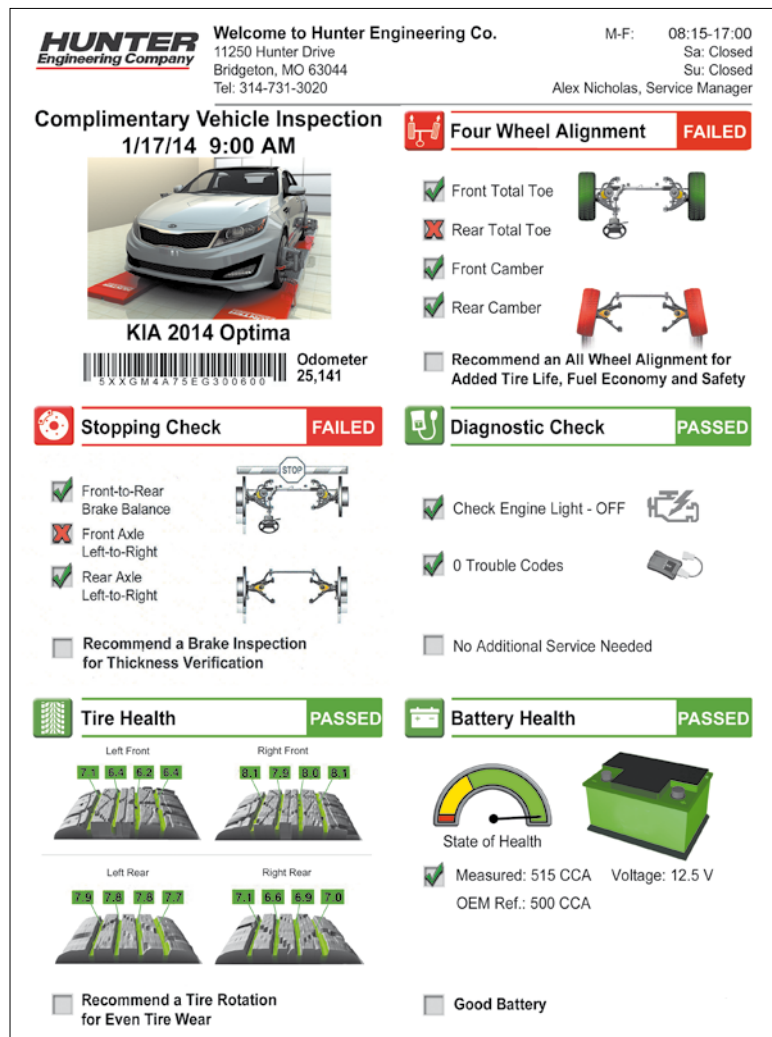 HUNTER
Engineering Company
Welcome to Hunter Engineering Co.
11250 Hunter Drive
Bridgeton, MO 63044
Tel: 314-731-3020
M-F: 08:15-17:00
Sa: Closed
Su: Closed
Alex Nicholas, Service Manager
Complimentary Vehicle Inspection
1/17/14 9:00 AM
KIA 2014 Optima
5XXGM4A75EG300600
Odometer
25,141
Four Wheel Alignment FAILED
Front Total Toe
Rear Total Toe
Front Camber
Rear Camber
Recommend an All Wheel Alignment for
Added Tire Life, Fuel Economy and Safety
Stopping Check FAILED
STOP
Front-to-Rear
Brake Balance
Front Axle
Left-to-Right
Rear Axle
Left-to-Right
Recommend a Brake Inspection
for Thickness Verification
Diagnostic Check PASSED
Check Engine Light - OFF
0 Trouble Codes
No Additional Service Needed
Tire Health PASSED
Left Front
7.1 6.4 6.2 6.4
Right Front
8.1 7.9 8.0 8.1
Left Rear
7.9 7.8 7.8 7.7
Right Rear
7.1 6.6 6.9 7.0
Recommend a Tire Rotation
for Even Tire Wear
Battery Health PASSED
State of Health
Measured: 515 CCA Voltage: 12.5 V
OEM Ref.: 500 CCA
Good Battery